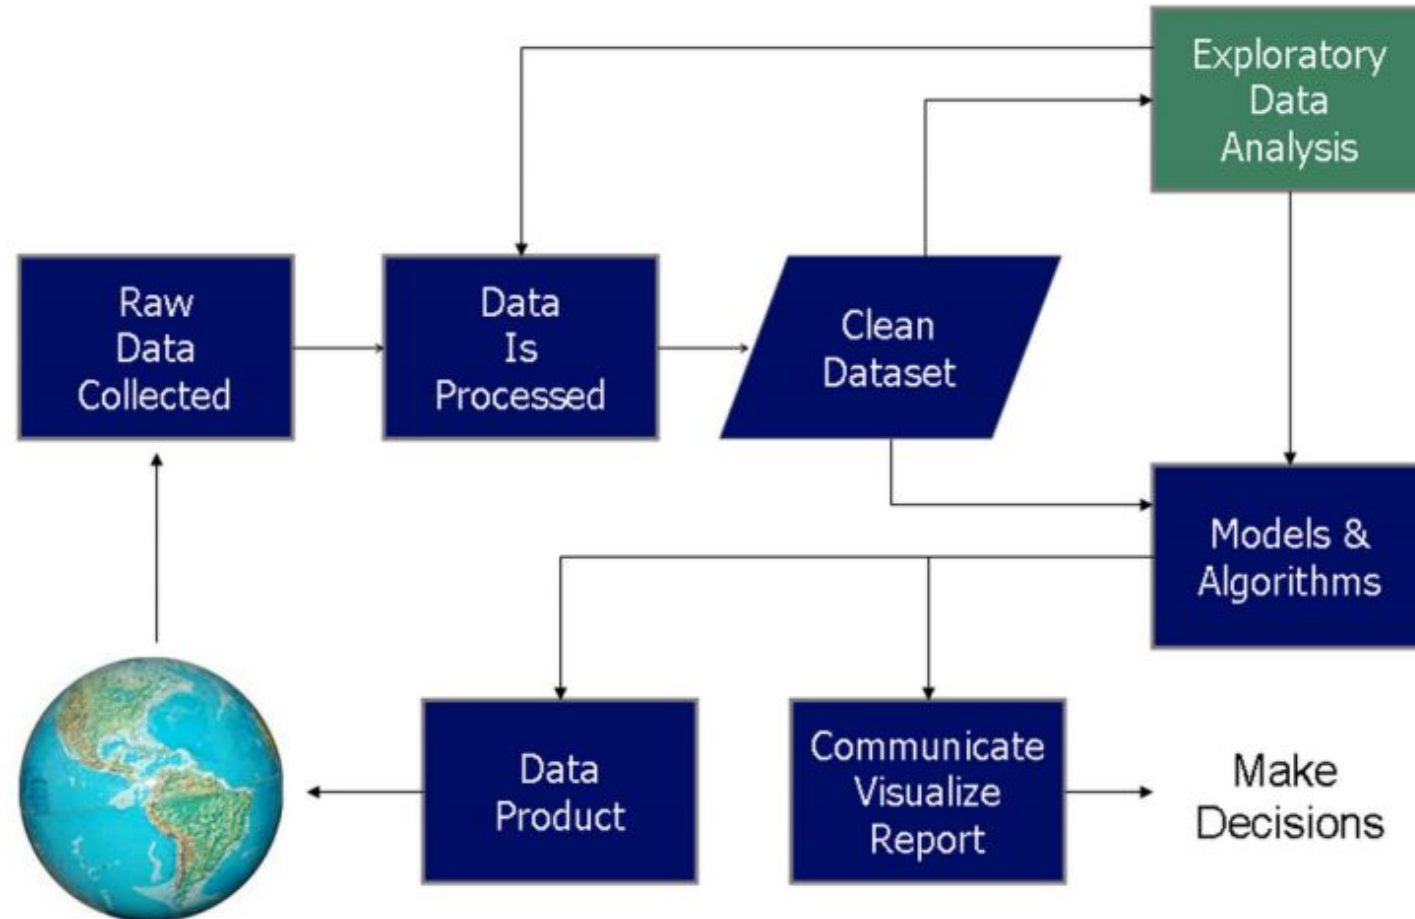 Exploratory
Data
Analysis
Raw
Data
Collected
Data
Is
Processed
Clean
Dataset
Models &
Algorithms
Data
Product
Communicate
Visualize
Report
Make
Decisions